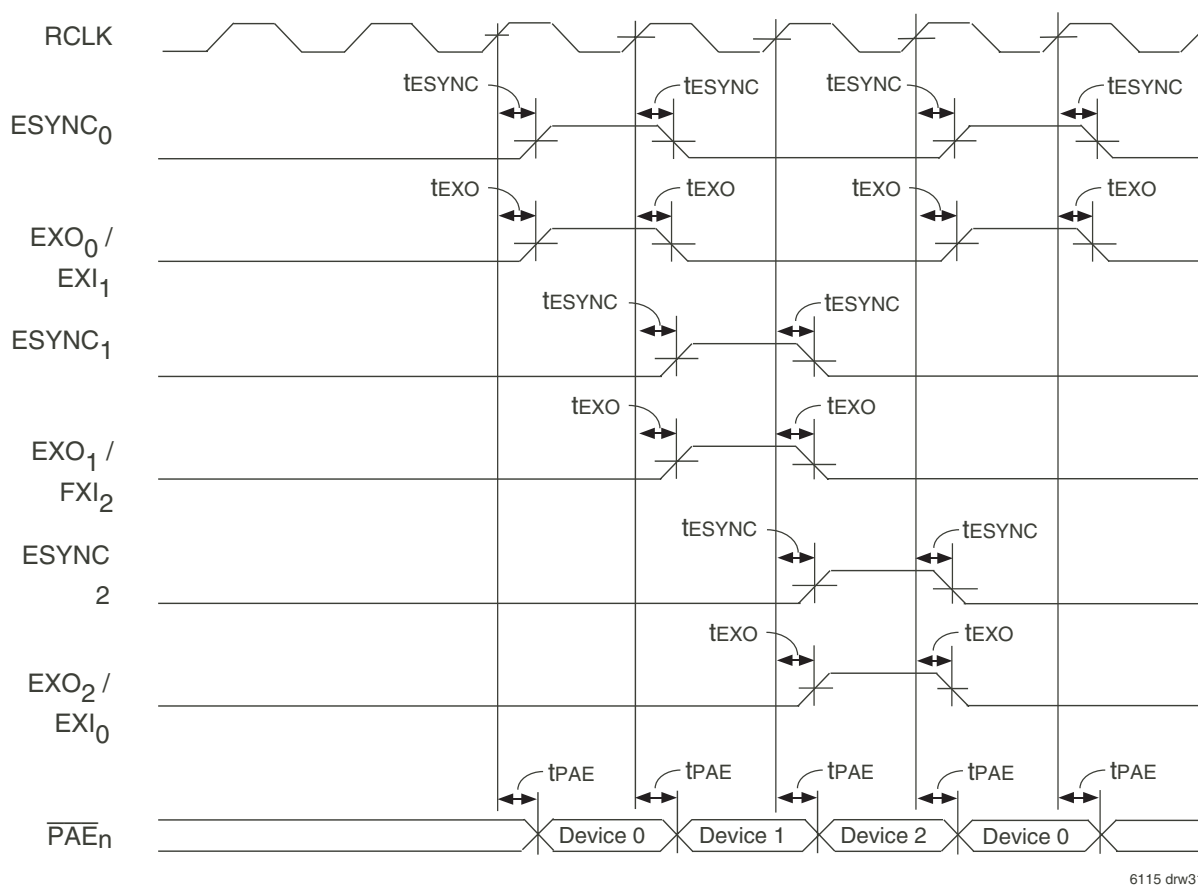 RCLK
tESYNC tESYNC tESYNC tESYNC
ESYNC0
tEXO tEXO tEXO tEXO
EXO0 /
EXI1
tESYNC tESYNC
ESYNC1
tEXO tEXO
EXO1 /
FXI2
tESYNC tESYNC
ESYNC
2
tEXO tEXO
EXO2 /
EXI0
tPAE tPAE tPAE tPAE tPAE
PAEn Device 0 Device 1 Device 2 Device 0
6115 drw3